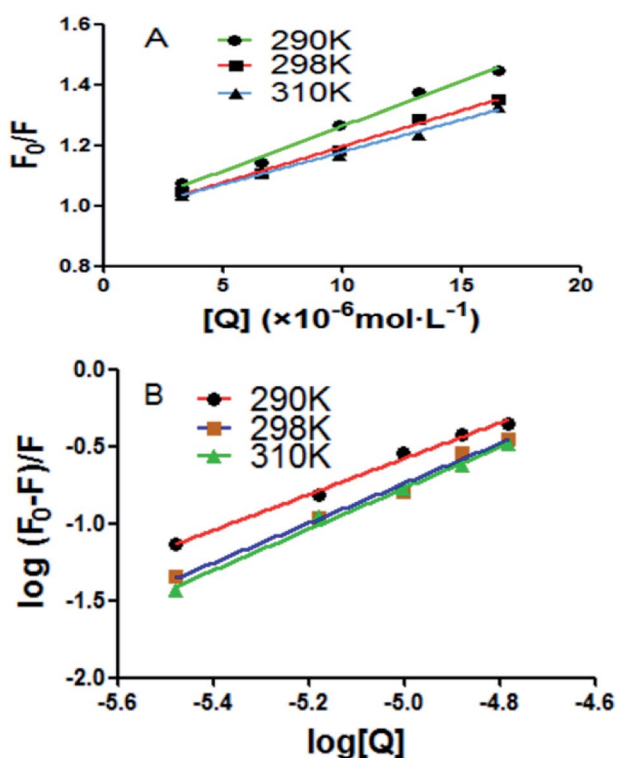 A
290K
298K
310K
F₀/F
1.6
1.4
1.2
1.0
0.8
0
5
10
15
20
[Q] (×10⁻⁶mol·L⁻¹)
B
290K
298K
310K
log (F₀-F)/F
0.0
-0.5
-1.0
-1.5
-2.0
-5.6
-5.4
-5.2
-5.0
-4.8
-4.6
log[Q]